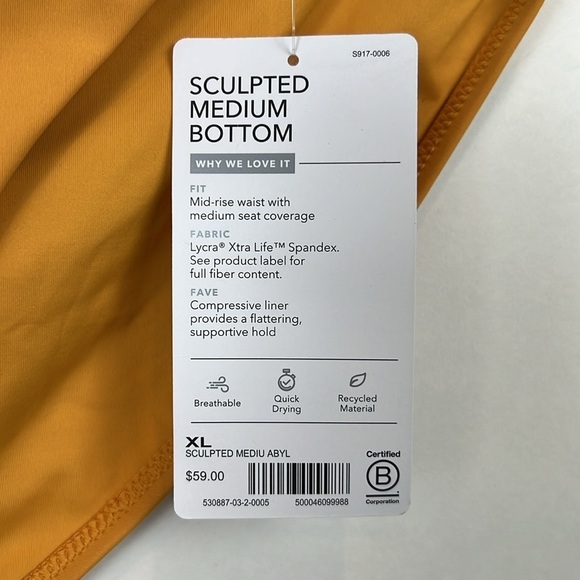 S917-0006
SCULPTED
MEDIUM
BOTTOM
WHY WE LOVE IT
FIT
Mid-rise waist with
medium seat coverage
FABRIC
Lycra® Xtra Life™ Spandex.
See product label for
full fiber content.
FAVE
Compressive liner
provides a flattering,
supportive hold
Breathable
Quick
Drying
Recycled
Material
XL
SCULPTED MEDIU ABYL
$59.00
530887-03-2-0005
500046099988
Certified
B
Corporation